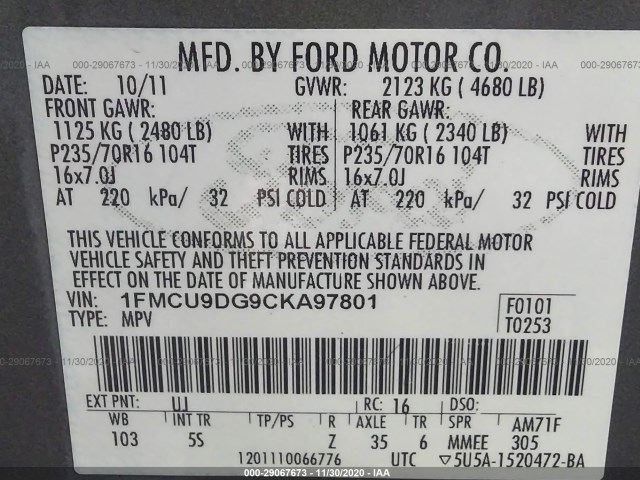 000-29067673 - 11/30/2020 - IAA
MFD. BY FORD MOTOR CO.
DATE: 10/11 GVWR: 2123 KG ( 4680 LB)
FRONT GAWR: REAR GAWR:
1125 KG ( 2480 LB) WITH 1061 KG ( 2340 LB) WITH
P235/70R16 104T TIRES P235/70R16 104T TIRES
16x7.0J RIMS 16x7.0J RIMS
AT 220 kPa/ 32 PSI COLD AT 220 kPa/ 32 PSI COLD
THIS VEHICLE CONFORMS TO ALL APPLICABLE FEDERAL MOTOR
VEHICLE SAFETY AND THEFT PREVENTION STANDARDS IN
EFFECT ON THE DATE OF MANUFACTURE SHOWN ABOVE.
VIN: 1FMCU9DG9CKA97801 F0101
TYPE: MPV T0253
EXT PNT: UJ RC: 16 DSO:
WB INT TR TP/PS R AXLE TR SPR AM71F
103 5S Z 35 6 MMEE 305
1201110066776 UTC ▽5U5A-1520472-BA
000-29067673 - 11/30/2020 - IAA